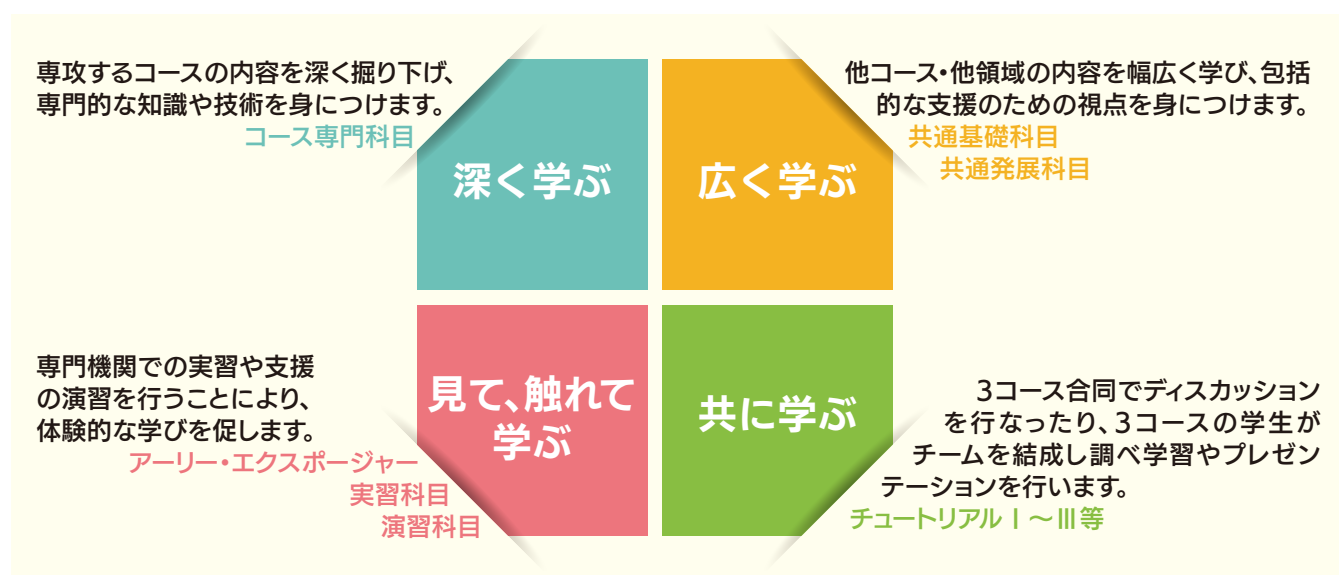 専攻するコースの内容を深く掘り下げ、
専門的な知識や技術を身につけます。
コース専門科目
深く学ぶ
他コース・他領域の内容を幅広く学び、包括
的な支援のための視点を身につけます。
共通基礎科目
共通発展科目
広く学ぶ
専門機関での実習や支援
の演習を行うことにより、
体験的な学びを促します。
アーリー・エクスポージャー
実習科目
演習科目
見て、触れて
学ぶ
共に学ぶ
3コース合同でディスカッション
を行なったり、3コースの学生が
チームを結成し調べ学習やプレゼン
テーションを行います。
チュートリアルⅠ～Ⅲ等